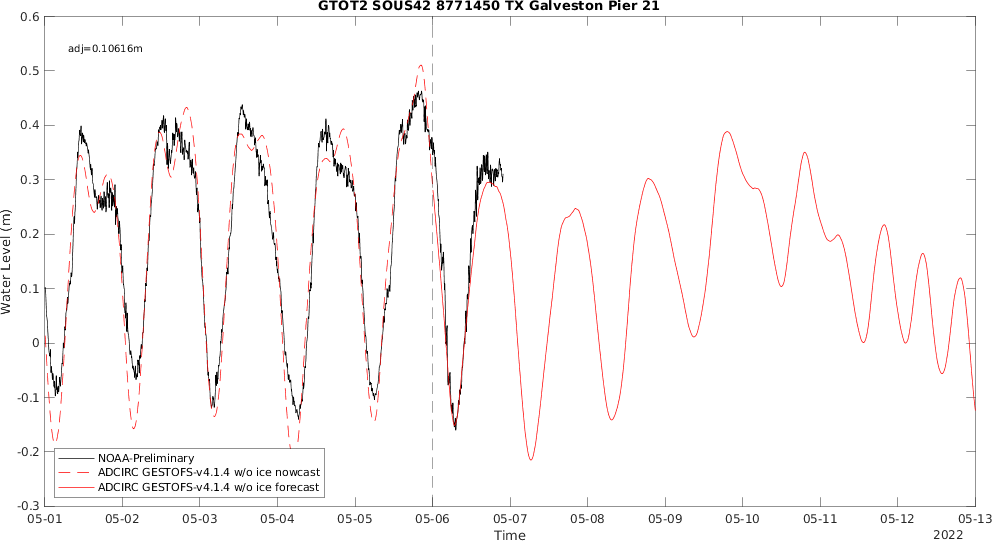 GTOT2 SOUS42 8771450 TX Galveston Pier 21
0.6
adj=0.10616m
0.5
0.4
0.3
0.2
0.1
0
-0.1
-0.2
-0.3
Water Level (m)
NOAA-Preliminary
ADCIRC GESTOFS-v4.1.4 w/o ice nowcast
ADCIRC GESTOFS-v4.1.4 w/o ice forecast
05-01 05-02 05-03 05-04 05-05 05-06 05-07 05-08 05-09 05-10 05-11 05-12 05-13
Time
2022